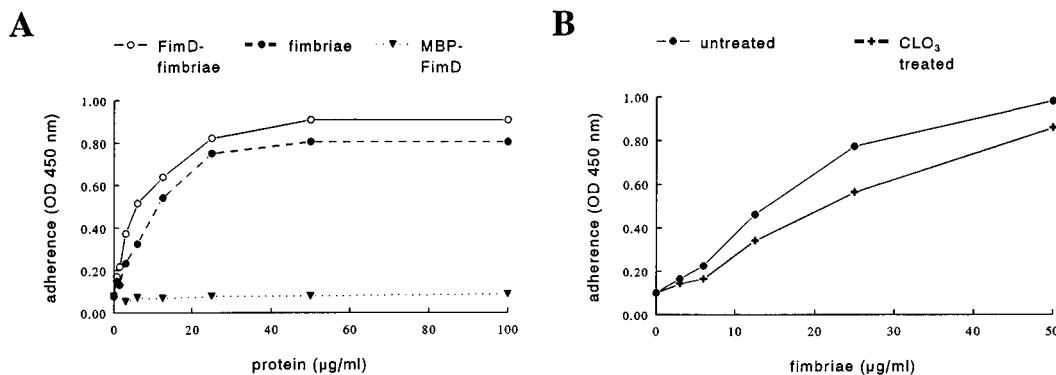 A
FimD-
fimbriae
fimbriae
MBP-
FimD
adherence (OD 450 nm)
1.00
0.80
0.60
0.40
0.20
0.00
0
20
40
60
80
100
protein (µg/ml)
B
untreated
CLO₃
treated
adherence (OD 450 nm)
1.00
0.80
0.60
0.40
0.20
0.00
0
10
20
30
40
50
fimbriae (µg/ml)